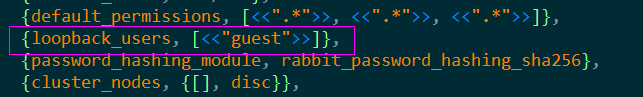 {default_permissions, [<<".*">>, <<".*">>, <<".*">>]},
{loopback_users, [<<"guest">>]},
{password_hashing_module, rabbit_password_hashing_sha256},
{cluster_nodes, {[], disc}},